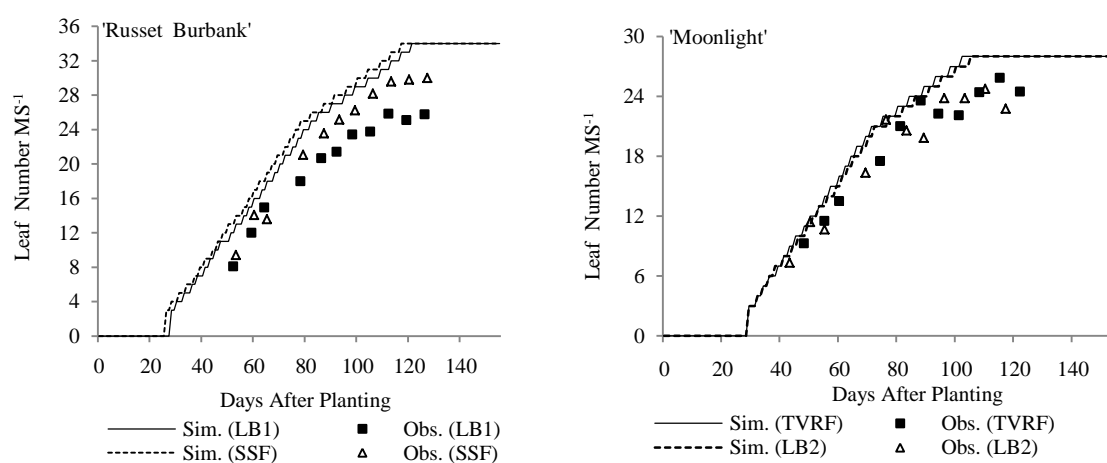 'Russet Burbank'
Leaf Number MS-1
36
32
28
24
20
16
12
8
4
0
0 20 40 60 80 100 120 140
Days After Planting
Sim. (LB1) Obs. (LB1)
Sim. (SSF) Obs. (SSF)
'Moonlight'
Leaf Number MS-1
30
24
18
12
6
0
0 20 40 60 80 100 120 140
Days After Planting
Sim. (TVRF) Obs. (TVRF)
Sim. (LB2) Obs. (LB2)